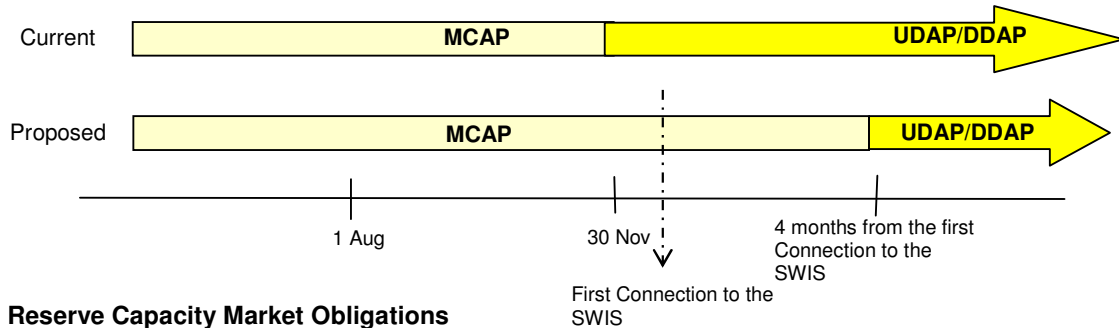 Current
MCAP
UDAP/DDAP
Proposed
MCAP
UDAP/DDAP
1 Aug
30 Nov
4 months from the first
Connection to the
SWIS
First Connection to the
SWIS
Reserve Capacity Market Obligations